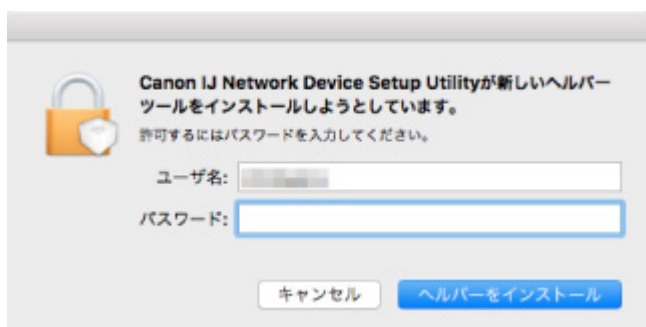 Canon IJ Network Device Setup Utilityが新しいヘルパー
ツールをインストールしようとしています。
許可するにはパスワードを入力してください。
ユーザ名:
パスワード:
キャンセル
ヘルパーをインストール